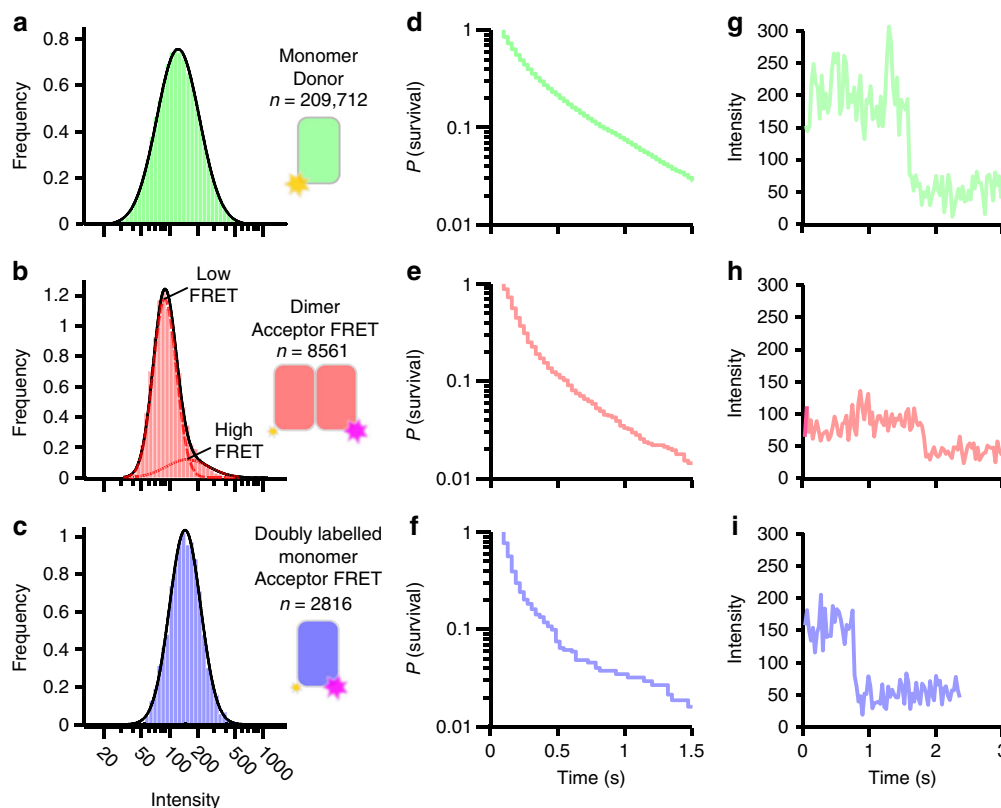 a
0.8
0.6
0.4
0.2
0
Frequency
Monomer
Donor
n = 209,712
d
1
0.1
0.01
P (survival)
g
300
250
200
150
100
50
0
Intensity
b
1.2
1
0.8
0.6
0.4
0.2
0
Frequency
Low
FRET
High
FRET
Dimer
Acceptor FRET
n = 8561
e
1
0.1
0.01
P (survival)
h
300
250
200
150
100
50
0
Intensity
c
1
0.8
0.6
0.4
0.2
0
Frequency
Doubly labelled
monomer
Acceptor FRET
n = 2816
20 50 100 200 500 1000
Intensity
f
1
0.1
0.01
P (survival)
0 0.5 1 1.5
Time (s)
i
300
250
200
150
100
50
0
Intensity
0 1 2 3
Time (s)